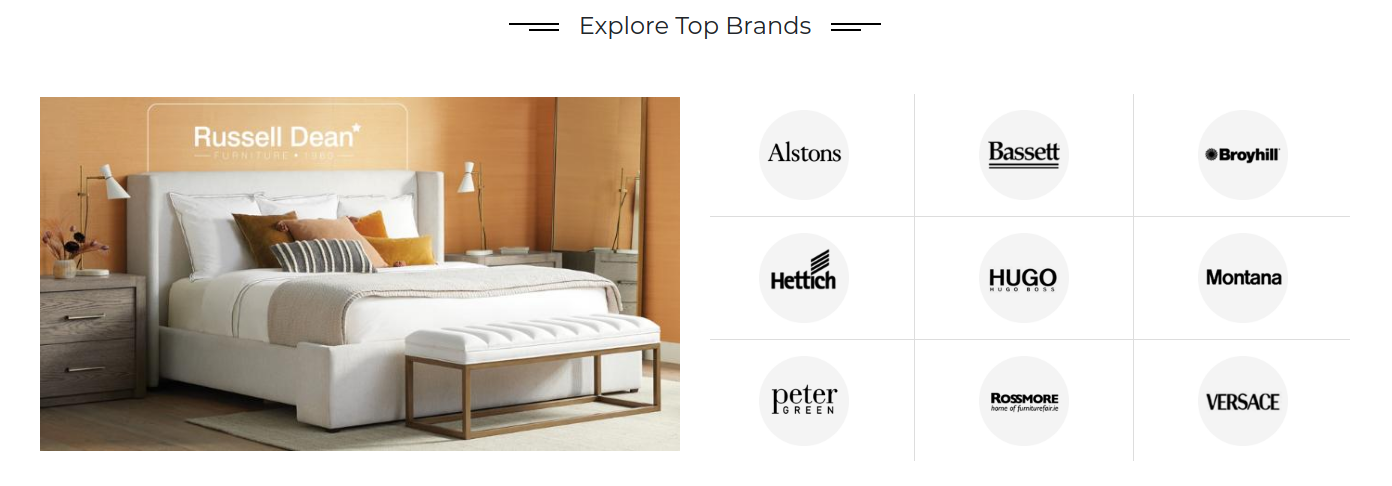 Explore Top Brands
Russell Dean
FURNITURE • 1960
Alstons
Bassett
Broyhill
Hettich
HUGO
HUGO BOSS
Montana
peter
GREEN
ROSSMORE
home of furniturefair.ie
VERSACE